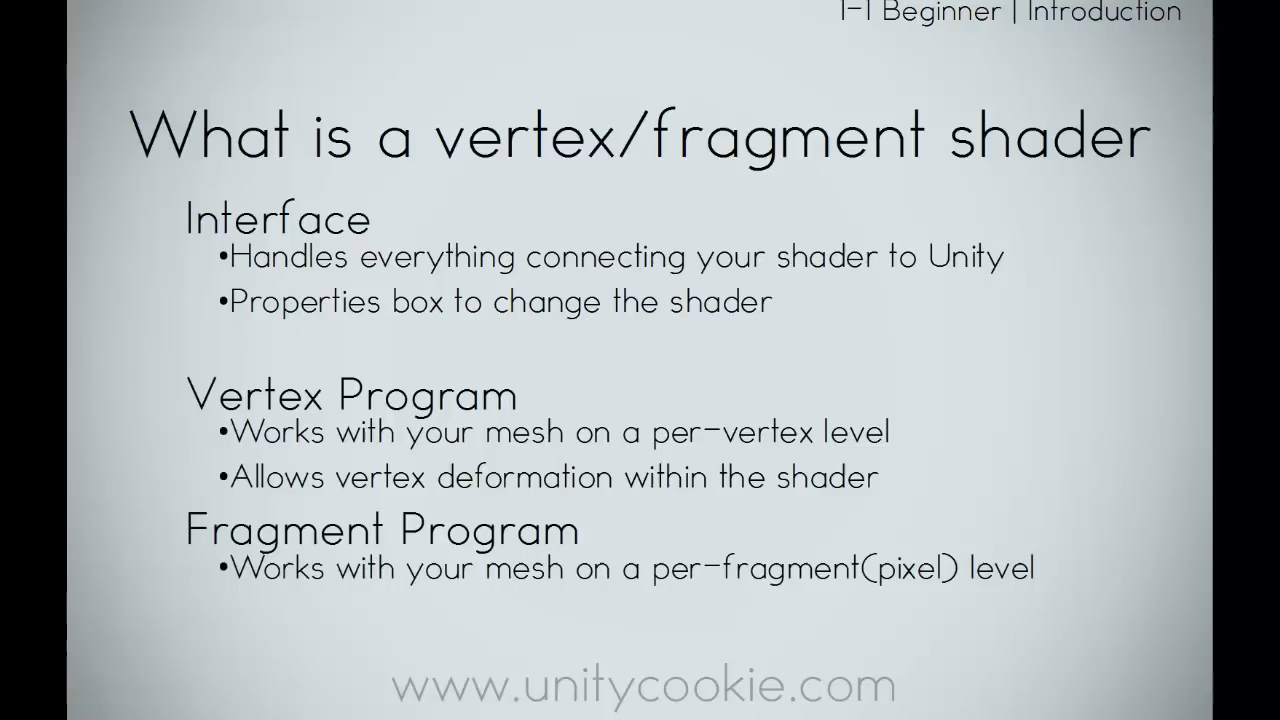 1-1 Beginner | Introduction
What is a vertex/fragment shader
Interface
•Handles everything connecting your shader to Unity
•Properties box to change the shader
Vertex Program
•Works with your mesh on a per-vertex level
•Allows vertex deformation within the shader
Fragment Program
•Works with your mesh on a per-fragment(pixel) level
www.unitycookie.com